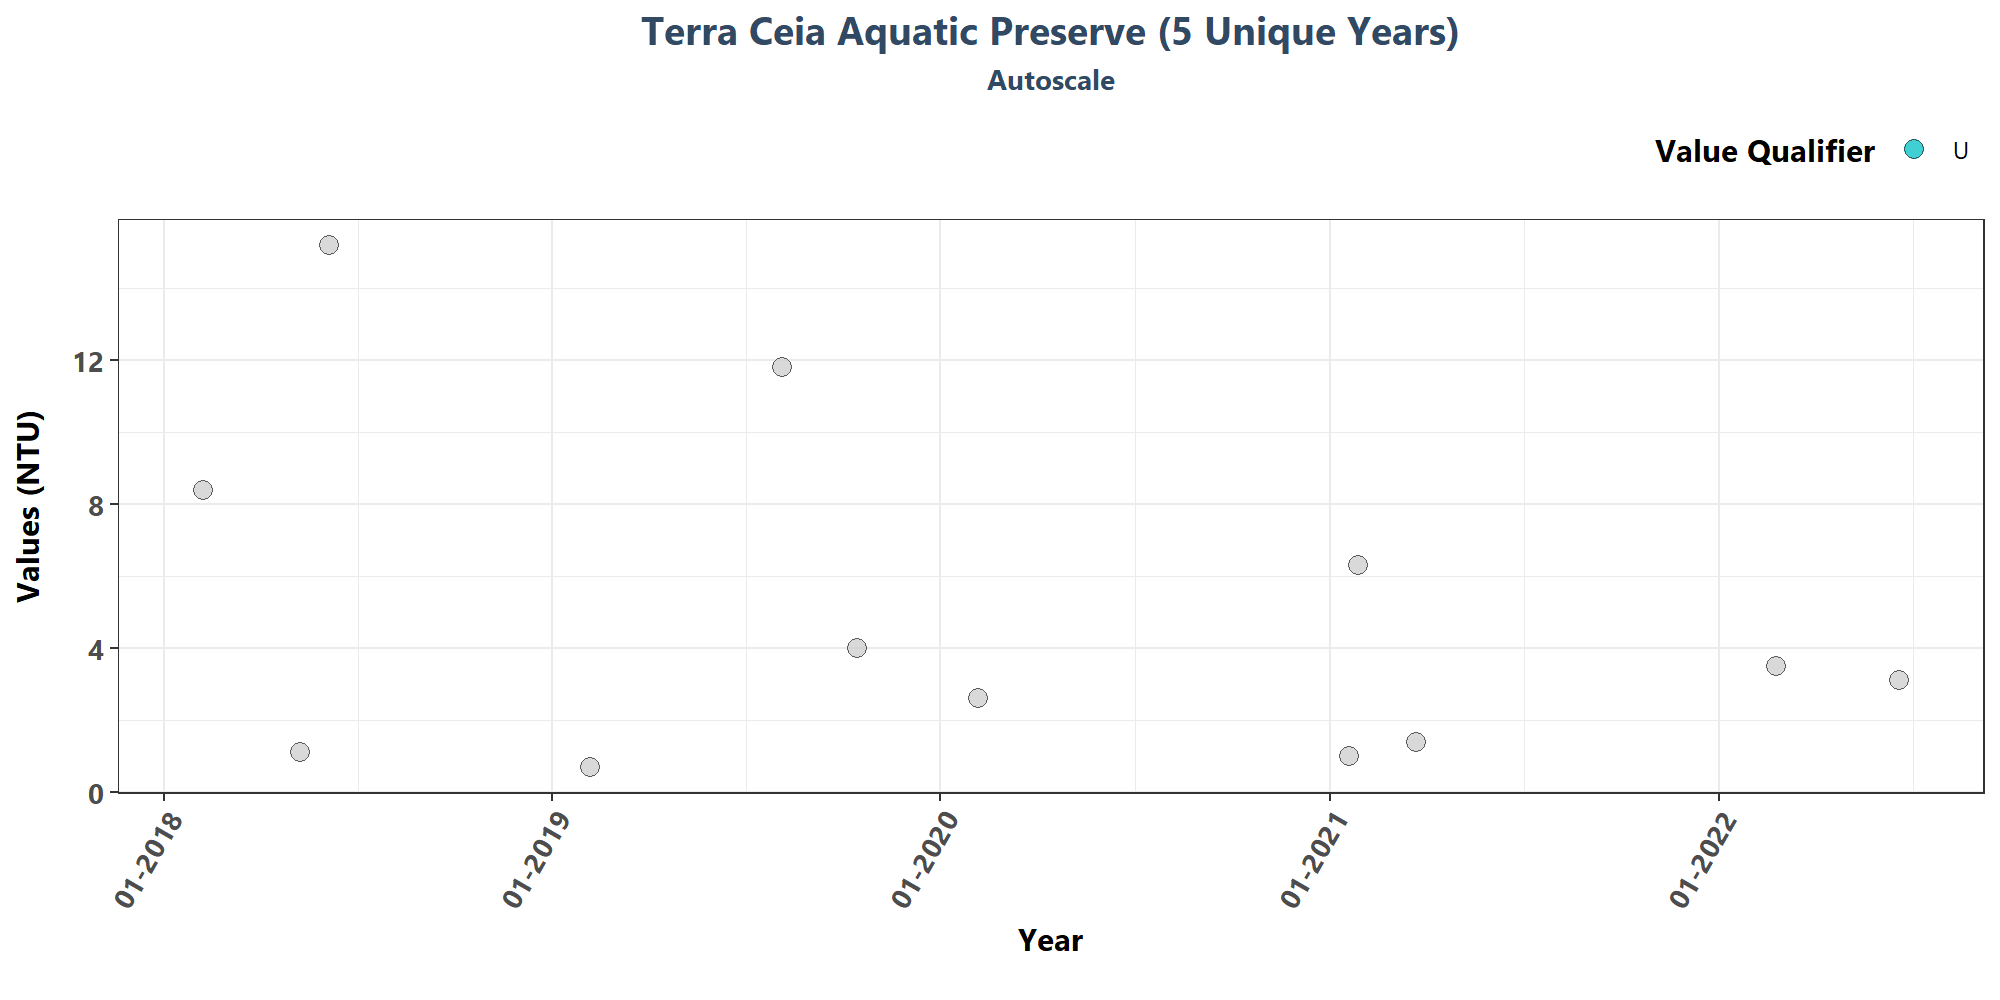 Terra Ceia Aquatic Preserve (5 Unique Years)
Autoscale
Value Qualifier U
Values (NTU)
12
8
4
0
01-2018 01-2019 01-2020 01-2021 01-2022
Year